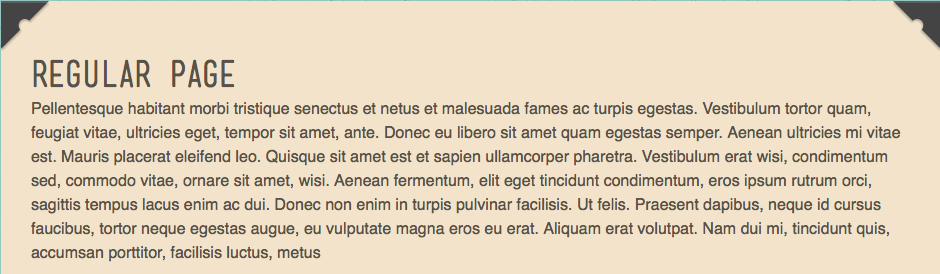 REGULAR PAGE
Pellentesque habitant morbi tristique senectus et netus et malesuada fames ac turpis egestas. Vestibulum tortor quam,
feugiat vitae, ultricies eget, tempor sit amet, ante. Donec eu libero sit amet quam egestas semper. Aenean ultricies mi vitae
est. Mauris placerat eleifend leo. Quisque sit amet est et sapien ullamcorper pharetra. Vestibulum erat wisi, condimentum
sed, commodo vitae, ornare sit amet, wisi. Aenean fermentum, elit eget tincidunt condimentum, eros ipsum rutrum orci,
sagittis tempus lacus enim ac dui. Donec non enim in turpis pulvinar facilisis. Ut felis. Praesent dapibus, neque id cursus
faucibus, tortor neque egestas augue, eu vulputate magna eros eu erat. Aliquam erat volutpat. Nam dui mi, tincidunt quis,
accumsan porttitor, facilisis luctus, metus